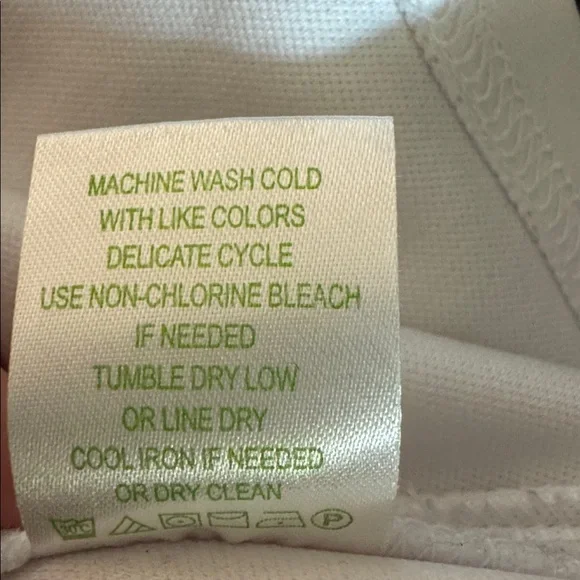 MACHINE WASH COLD
WITH LIKE COLORS
DELICATE CYCLE
USE NON-CHLORINE BLEACH
IF NEEDED
TUMBLE DRY LOW
OR LINE DRY
COOL IRON IF NEEDED
OR DRY CLEAN
P